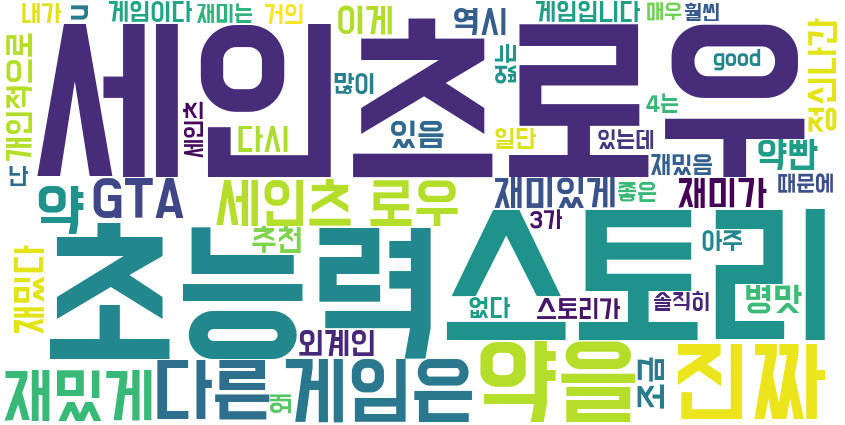 내가
n
게임이다
재미는
거의
이게
역시
게임입니다
매우
훨씬
세인츠로우
개인적으로
난
세인츠
다시
많이
있음
없는
일단
good
4는
있는데
재밌음
약빤
정신나간
때문에
약
GTA
세인츠 로우
재미있게
좋은
재미가
3가
추천
아주
재밌다
초능력
스토리
외계인
없다
스토리가
솔직히
병맛
재밌게
다른
게임은
약을
조금
진짜